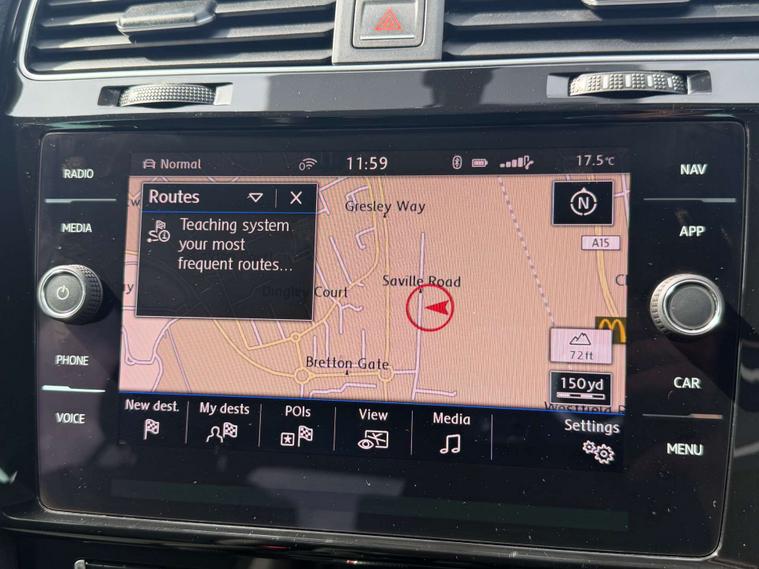 RADIO
MEDIA
PHONE
VOICE
Normal
11:59
17.5°C
Routes
Teaching system
your most
frequent routes...
Gresley Way
N
A15
Saville Road
Court
Bretton Gate
72ft
150yd
New dest.
My dests
POIs
View
Media
Settings
NAV
APP
CAR
MENU